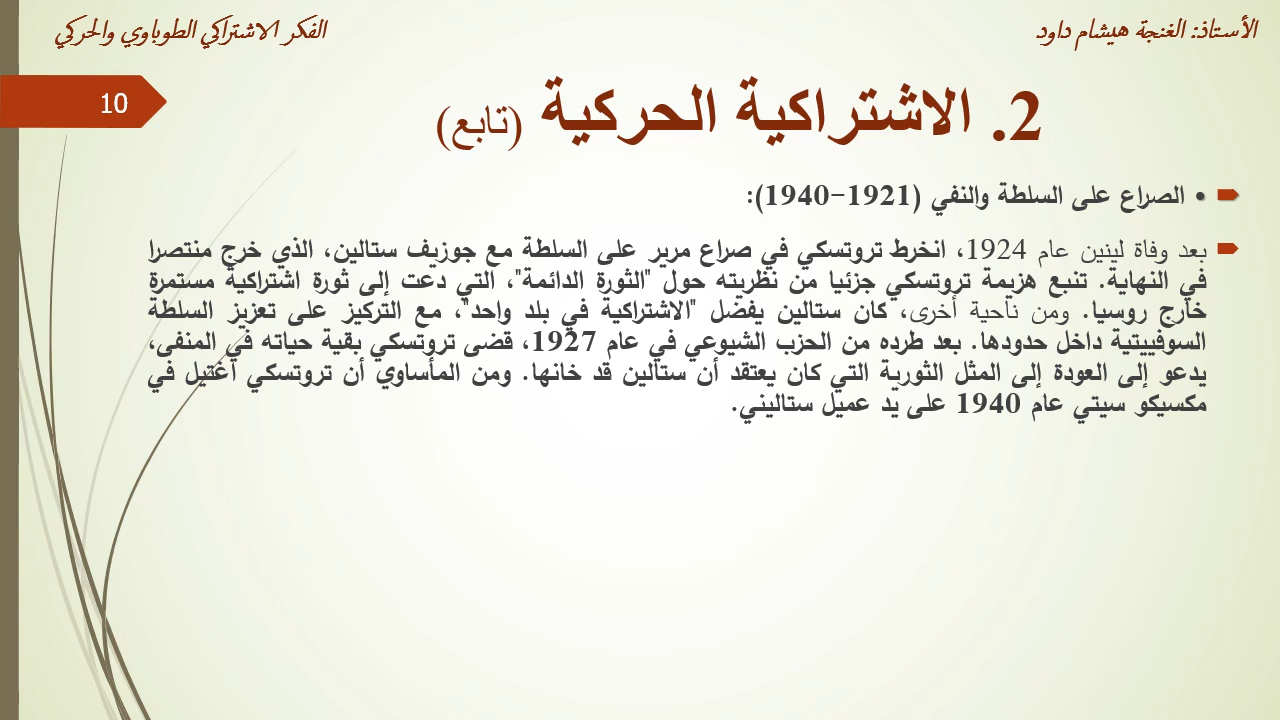 الأستاذ: الغنجة هيشام داود
الفكر الاشتراكي الطوباوي والحركي
10
2. الاشتراكية الحركية (تابع)
• الصراع على السلطة والنفي (1921-1940):
بعد وفاة لينين عام 1924، انخرط تروتسكي في صراع مرير على السلطة مع جوزيف ستالين، الذي خرج منتصرا
في النهاية. تنبع هزيمة تروتسكي جزئيا من نظريته حول "الثورة الدائمة"، التي دعت إلى ثورة اشتراكية مستمرة
خارج روسيا. ومن ناحية أخرى، كان ستالين يفضل "الاشتراكية في بلد واحد"، مع التركيز على تعزيز السلطة
السوفييتية داخل حدودها. بعد طرده من الحزب الشيوعي في عام 1927، قضى تروتسكي بقية حياته في المنفى،
يدعو إلى العودة إلى المثل الثورية التي كان يعتقد أن ستالين قد خانها. ومن المأساوي أن تروتسكي اغتيل في
مكسيكو سيتي عام 1940 على يد عميل ستاليني.